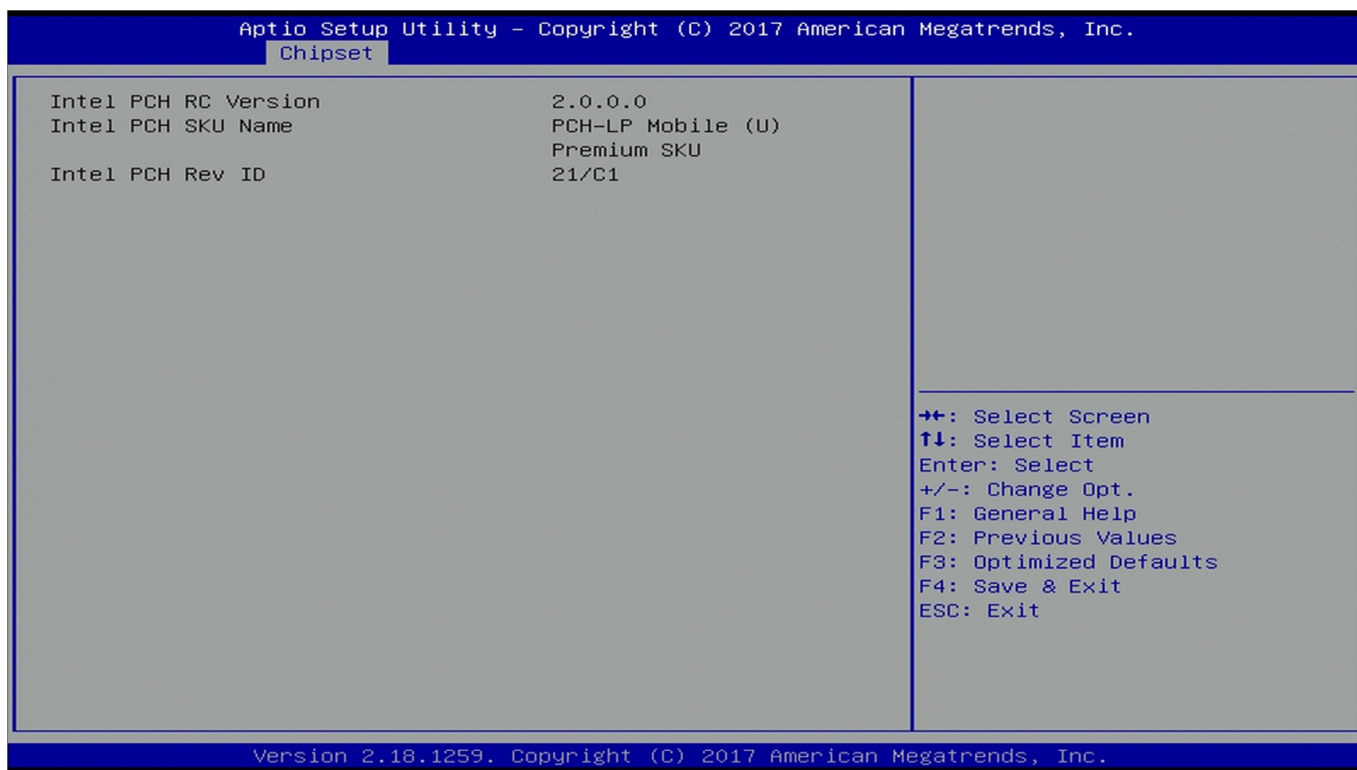 Aptio Setup Utility – Copyright (C) 2017 American Megatrends, Inc.
Chipset
Intel PCH RC Version 2.0.0.0
Intel PCH SKU Name PCH-LP Mobile (U)
Premium SKU
Intel PCH Rev ID 21/C1
→←: Select Screen
↑↓: Select Item
Enter: Select
+/-: Change Opt.
F1: General Help
F2: Previous Values
F3: Optimized Defaults
F4: Save & Exit
ESC: Exit
Version 2.18.1259. Copyright (C) 2017 American Megatrends, Inc.